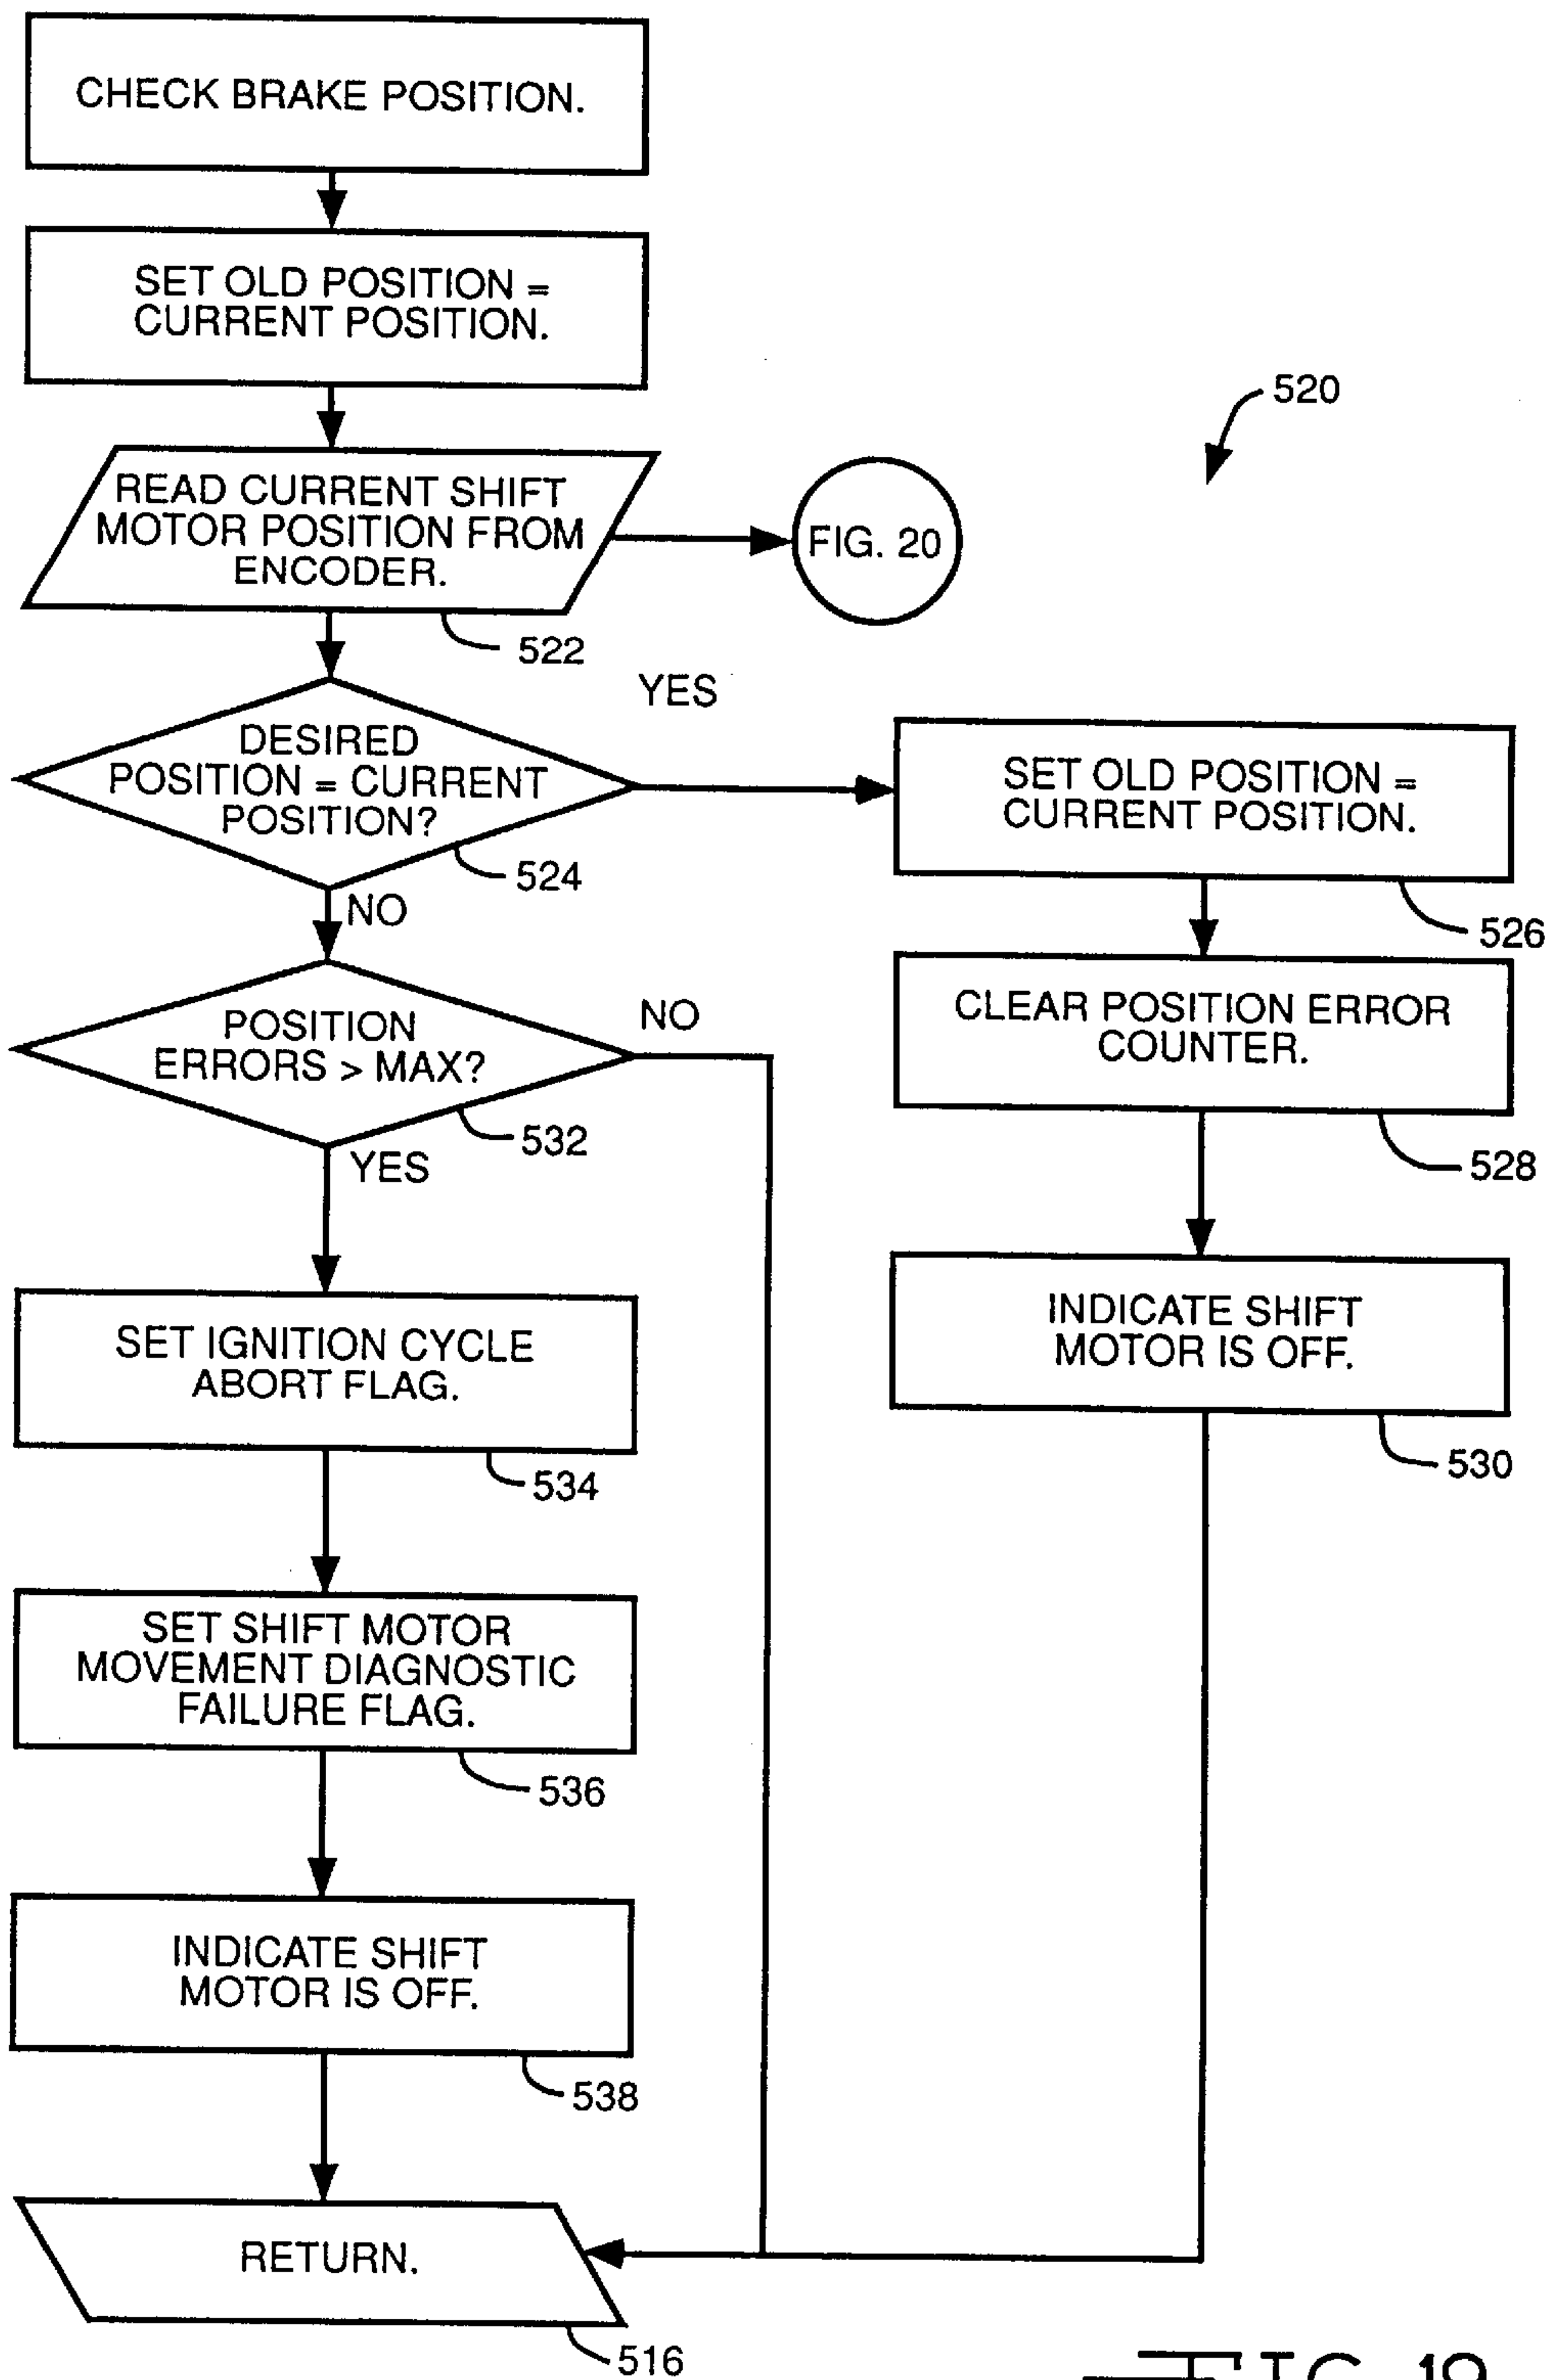 CHECK BRAKE POSITION.
SET OLD POSITION =
CURRENT POSITION.
520
READ CURRENT SHIFT
MOTOR POSITION FROM
ENCODER.
FIG. 20
522
YES
DESIRED
POSITION = CURRENT
POSITION?
524
SET OLD POSITION =
CURRENT POSITION.
526
NO
POSITION
ERRORS > MAX?
NO
532
YES
CLEAR POSITION ERROR
COUNTER.
528
SET IGNITION CYCLE
ABORT FLAG.
534
INDICATE SHIFT
MOTOR IS OFF.
530
SET SHIFT MOTOR
MOVEMENT DIAGNOSTIC
FAILURE FLAG.
536
INDICATE SHIFT
MOTOR IS OFF.
538
RETURN.
516
FIG 19